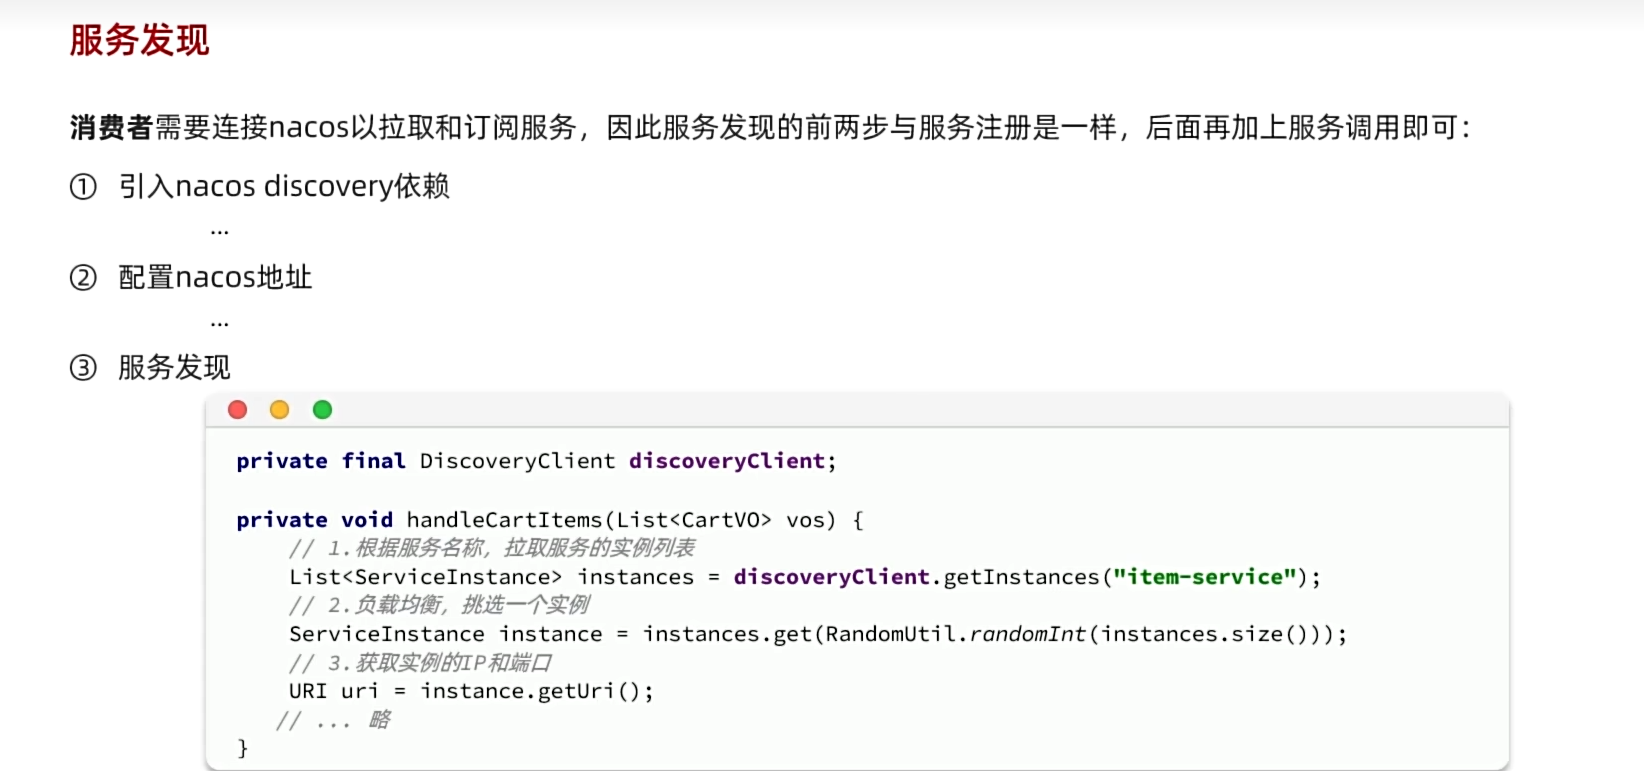 服务发现
消费者需要连接nacos以拉取和订阅服务，因此服务发现的前两步与服务注册是一样，后面再加上服务调用即可：
① 引入nacos discovery依赖
...
② 配置nacos地址
...
③ 服务发现
private final DiscoveryClient discoveryClient;
private void handleCartItems(List<CartVO> vos) {
// 1.根据服务名称，拉取服务的实例列表
List<ServiceInstance> instances = discoveryClient.getInstances("item-service");
// 2.负载均衡，挑选一个实例
ServiceInstance instance = instances.get(RandomUtil.randomInt(instances.size()));
// 3.获取实例的IP和端口
URI uri = instance.getUri();
// ... 略
}